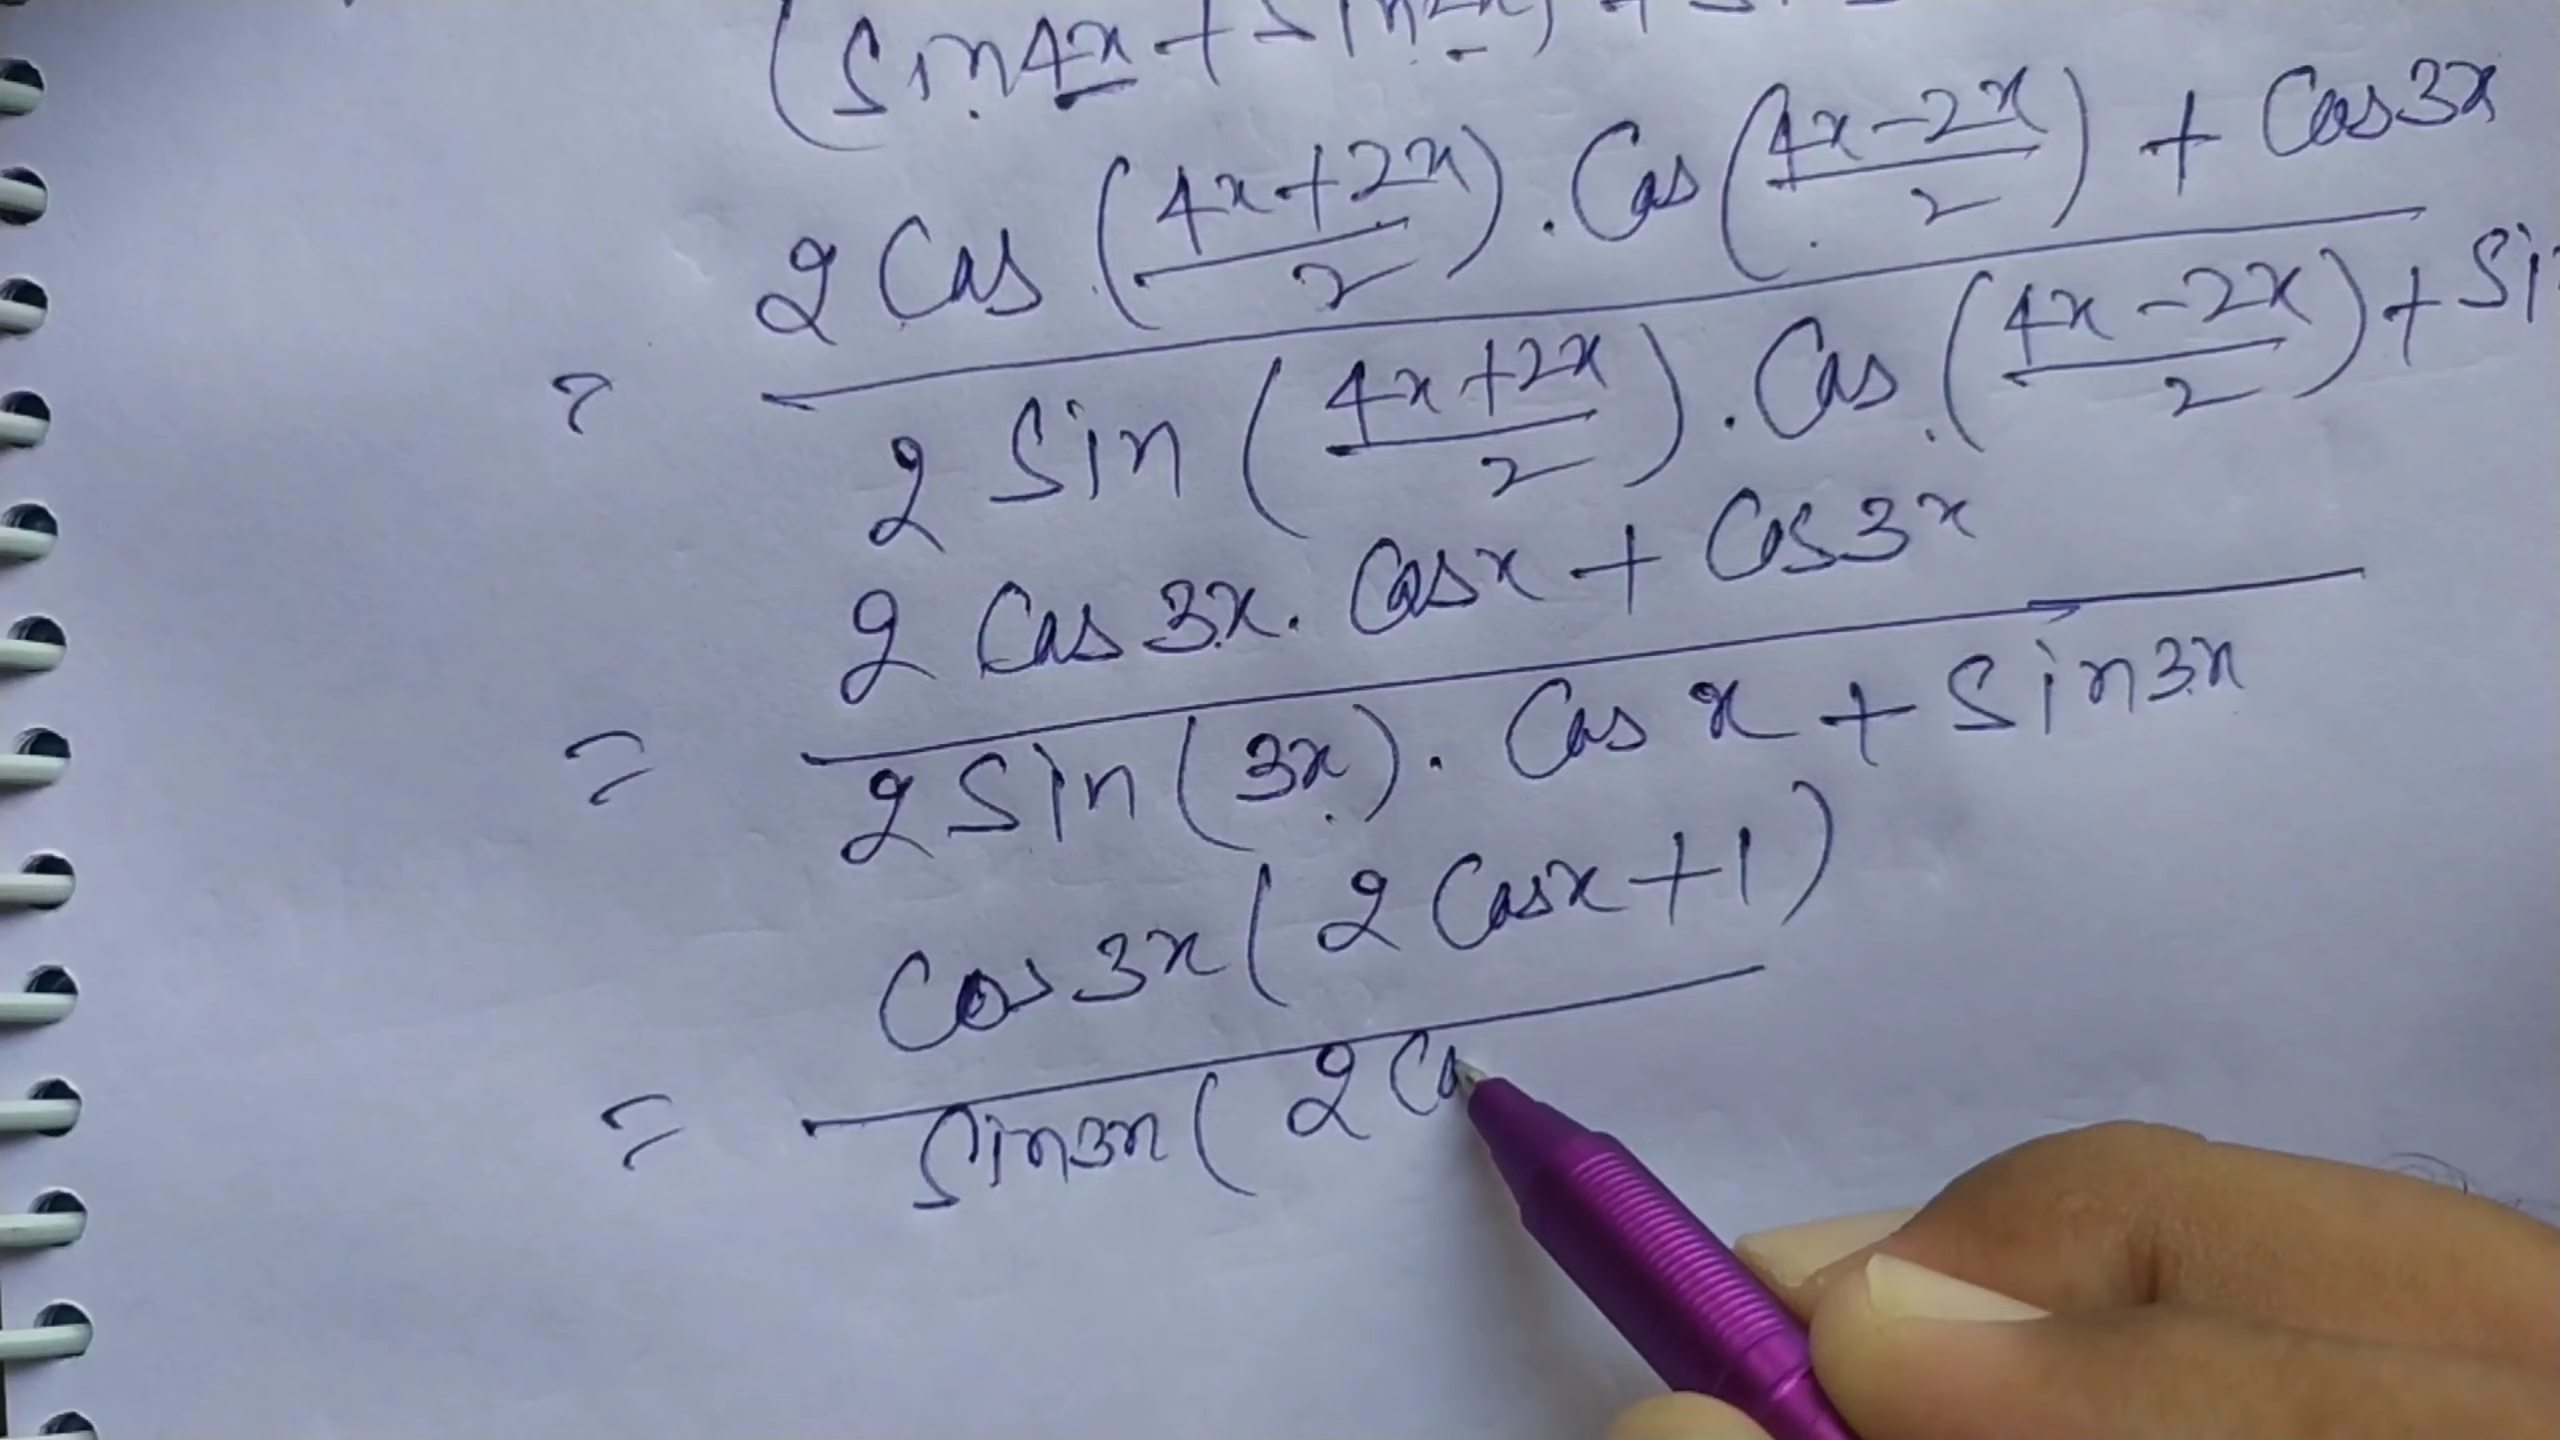 (Sin4x + Sin2x) +
2 Cos (4x+2x/2) . Cos (4x-2x/2) + Cos3x
=
2 Sin (4x+2x/2) . Cos (4x-2x/2) + Si
2 Cos 3x. Cosx + Cos3x
=
2 Sin (3x). Cos x + Sin3x
Cos 3x (2 Cosx+1)
=
Sin3x ( 2 Co